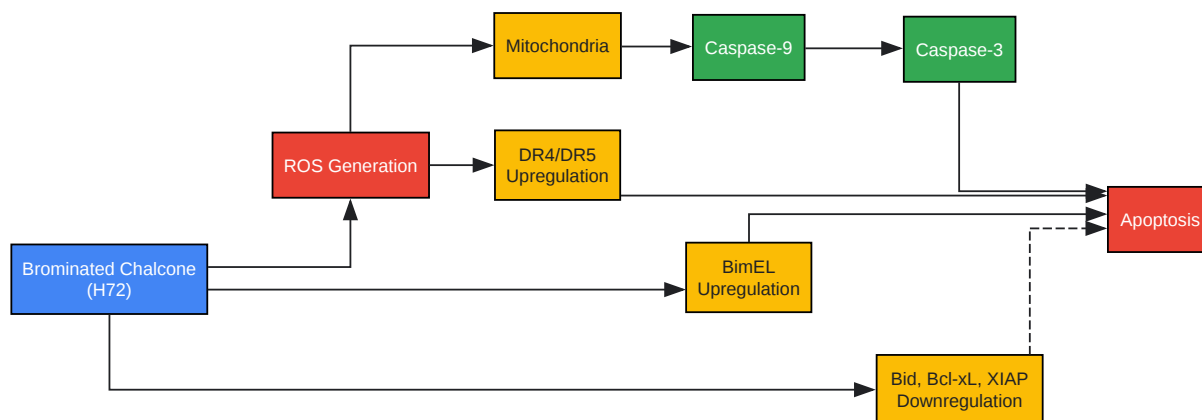 Mitochondria
Caspase-9
Caspase-3
ROS Generation
DR4/DR5
Upregulation
Apoptosis
Brominated Chalcone
(H72)
BimEL
Upregulation
Bid, Bcl-xL, XIAP
Downregulation